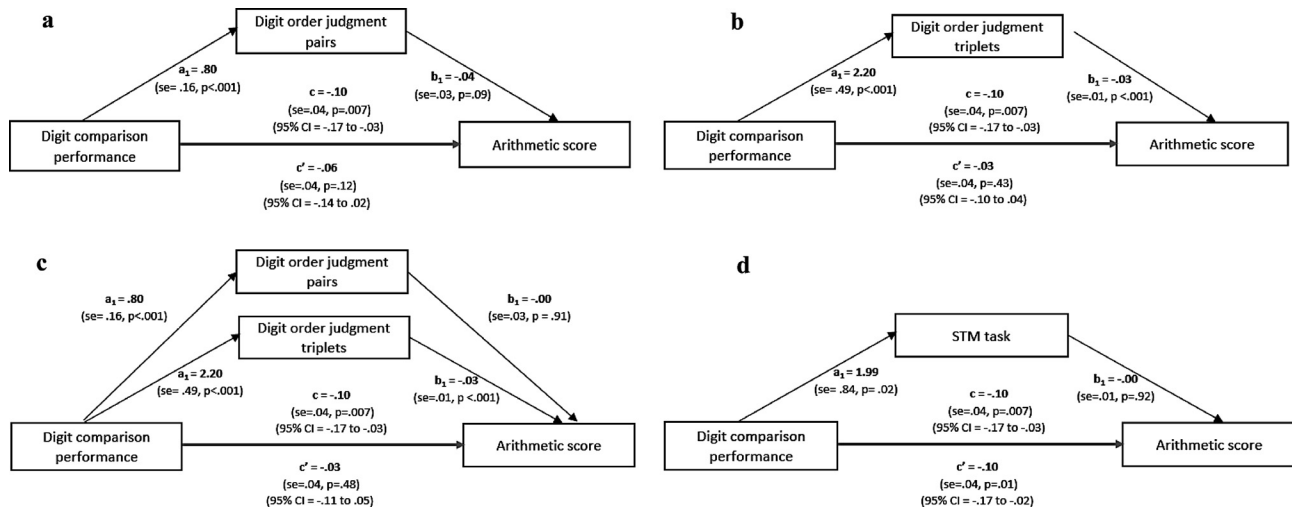 a
Digit order judgment
pairs
a₁ = .80
(se= .16, p<.001)
b₁ = -.04
(se=.03, p=.09)
c = -.10
(se=.04, p=.007)
(95% CI = -.17 to -.03)
Digit comparison
performance
Arithmetic score
c' = -.06
(se=.04, p=.12)
(95% CI = -.14 to .02)
b
Digit order judgment
triplets
a₁ = 2.20
(se= .49, p<.001)
b₁ = -.03
(se=.01, p <.001)
c = -.10
(se=.04, p=.007)
(95% CI = -.17 to -.03)
Digit comparison
performance
Arithmetic score
c' = -.03
(se=.04, p=.43)
(95% CI = -.10 to .04)
c
Digit order judgment
pairs
a₁ = .80
(se= .16, p<.001)
b₁ = -.00
(se=.03, p = .91)
Digit order judgment
triplets
a₁ = 2.20
(se= .49, p<.001)
b₁ = -.03
(se=.01, p <.001)
c = -.10
(se=.04, p=.007)
(95% CI = -.17 to -.03)
Digit comparison
performance
Arithmetic score
c' = -.03
(se=.04, p=.48)
(95% CI = -.11 to .05)
d
STM task
a₁ = 1.99
(se= .84, p= .02)
b₁ = -.00
(se=.01, p=.92)
c = -.10
(se=.04, p=.007)
(95% CI = -.17 to -.03)
Digit comparison
performance
Arithmetic score
c' = -.10
(se=.04, p=.01)
(95% CI = -.17 to -.02)